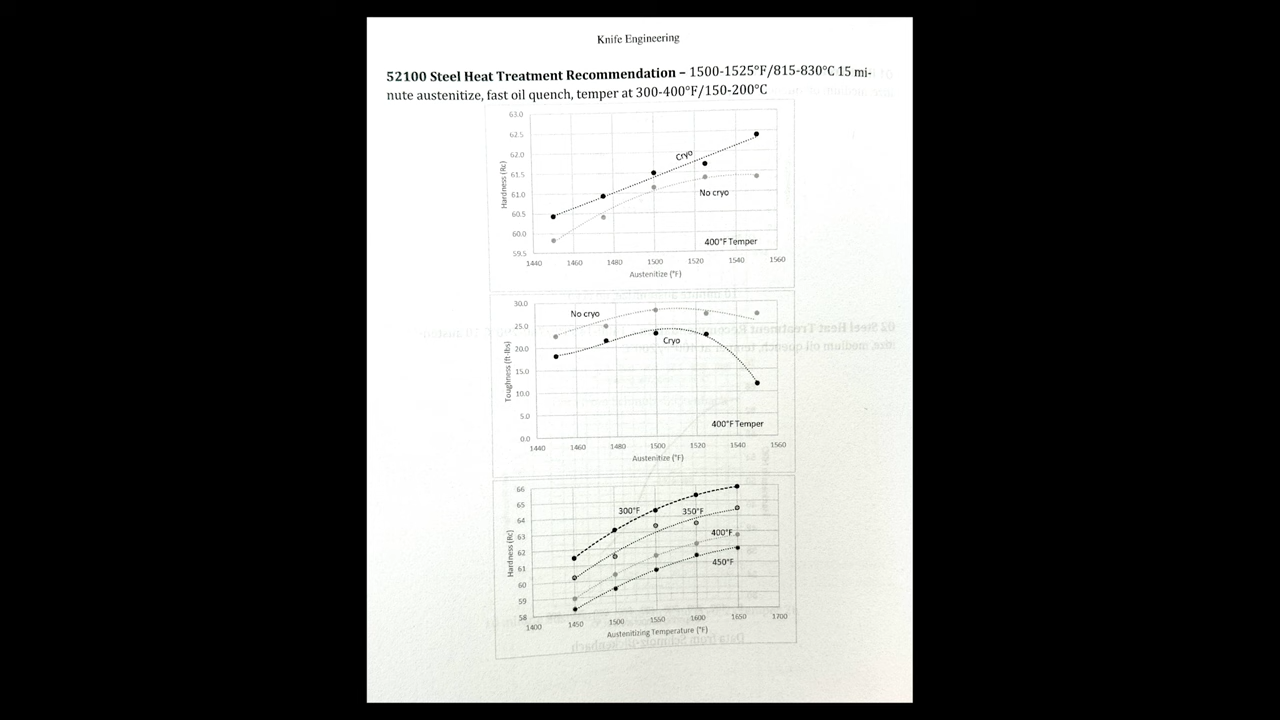 Knife Engineering
52100 Steel Heat Treatment Recommendation – 1500-1525°F/815-830°C 15 mi-
nute austenitize, fast oil quench, temper at 300-400°F/150-200°C
63.0
62.5
62.0
61.5
61.0
60.5
60.0
59.5
Hardness (Rc)
Cryo
No cryo
400°F Temper
1440 1460 1480 1500 1520 1540 1560
Austenitize (°F)
30.0
25.0
20.0
15.0
10.0
5.0
0.0
Toughness (ft-lbs)
No cryo
Cryo
400°F Temper
1440 1460 1480 1500 1520 1540 1560
Austenitize (°F)
66
65
64
63
62
61
60
59
58
Hardness (Rc)
300°F
350°F
400°F
450°F
1400 1450 1500 1550 1600 1650 1700
Austenitizing Temperature (°F)